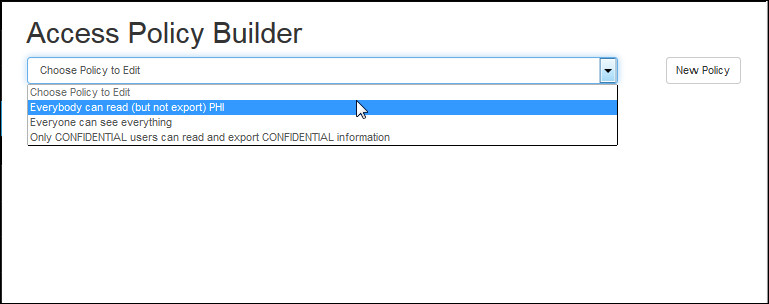 Access Policy Builder
Choose Policy to Edit
New Policy
Choose Policy to Edit
Everybody can read (but not export) PHI
Everyone can see everything
Only CONFIDENTIAL users can read and export CONFIDENTIAL information